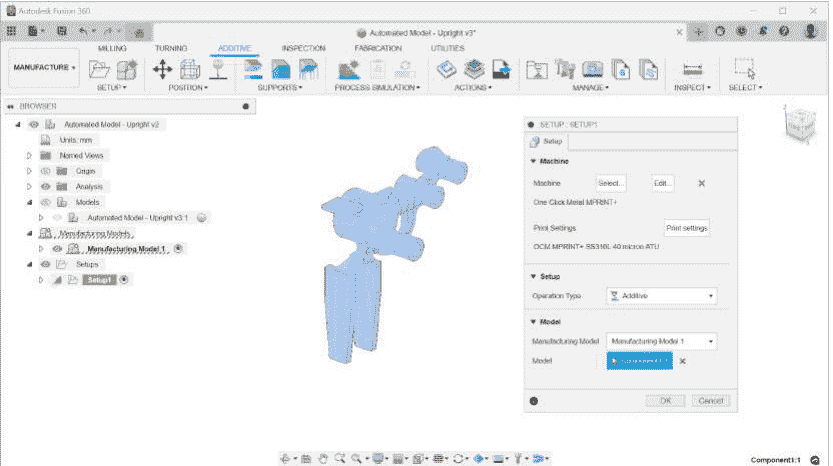 Autodesk Fusion 360
Automated Model - Upright v3*
MANUFACTURE
MILLING TURNING ADDITIVE INSPECTION FABRICATION UTILITIES
SETUP POSITION SUPPORTS PROCESS SIMULATION ACTIONS MANAGE INSPECT SELECT
BROWSER
Automated Model - Upright v2
Units: mm
Named Views
Origin
Analysis
Models
Automated Model - Upright v3:1
Manufacturing Models
Manufacturing Model 1
Setups
Setup1
SETUP : SETUP1
Setup
Machine
Machine Select... Edit...
One Click Metal MPRINT+
Print Settings Print settings
OCM MPRINT+ SS316L 40 micron ATU
Setup
Operation Type Additive
Model
Manufacturing Model Manufacturing Model 1
Model
OK Cancel
Component1:1